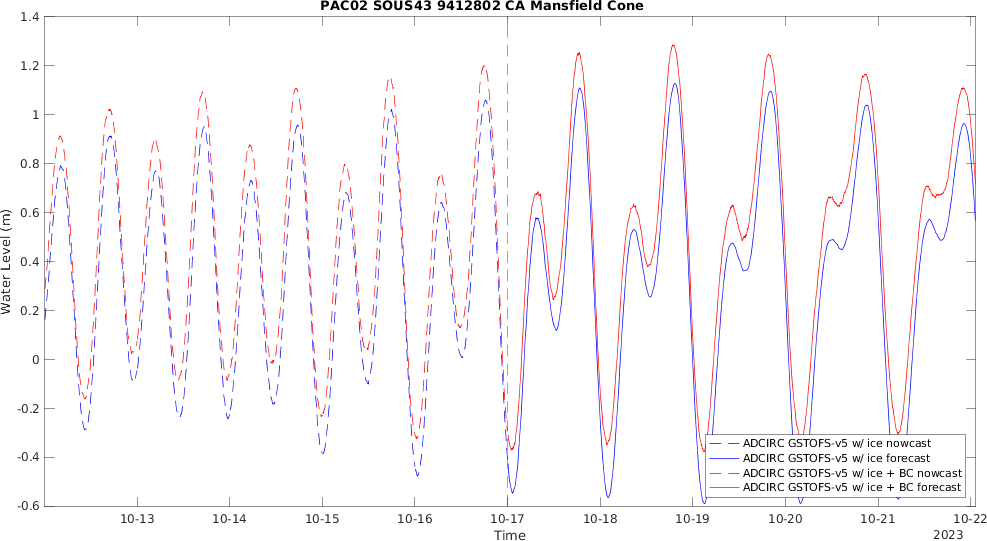 PAC02 SOUS43 9412802 CA Mansfield Cone
1.4
1.2
1
0.8
0.6
0.4
0.2
0
-0.2
-0.4
-0.6
Water Level (m)
ADCIRC GSTOFS-v5 w/ ice nowcast
ADCIRC GSTOFS-v5 w/ ice forecast
ADCIRC GSTOFS-v5 w/ ice + BC nowcast
ADCIRC GSTOFS-v5 w/ ice + BC forecast
10-13 10-14 10-15 10-16 10-17 10-18 10-19 10-20 10-21 10-22
Time
2023